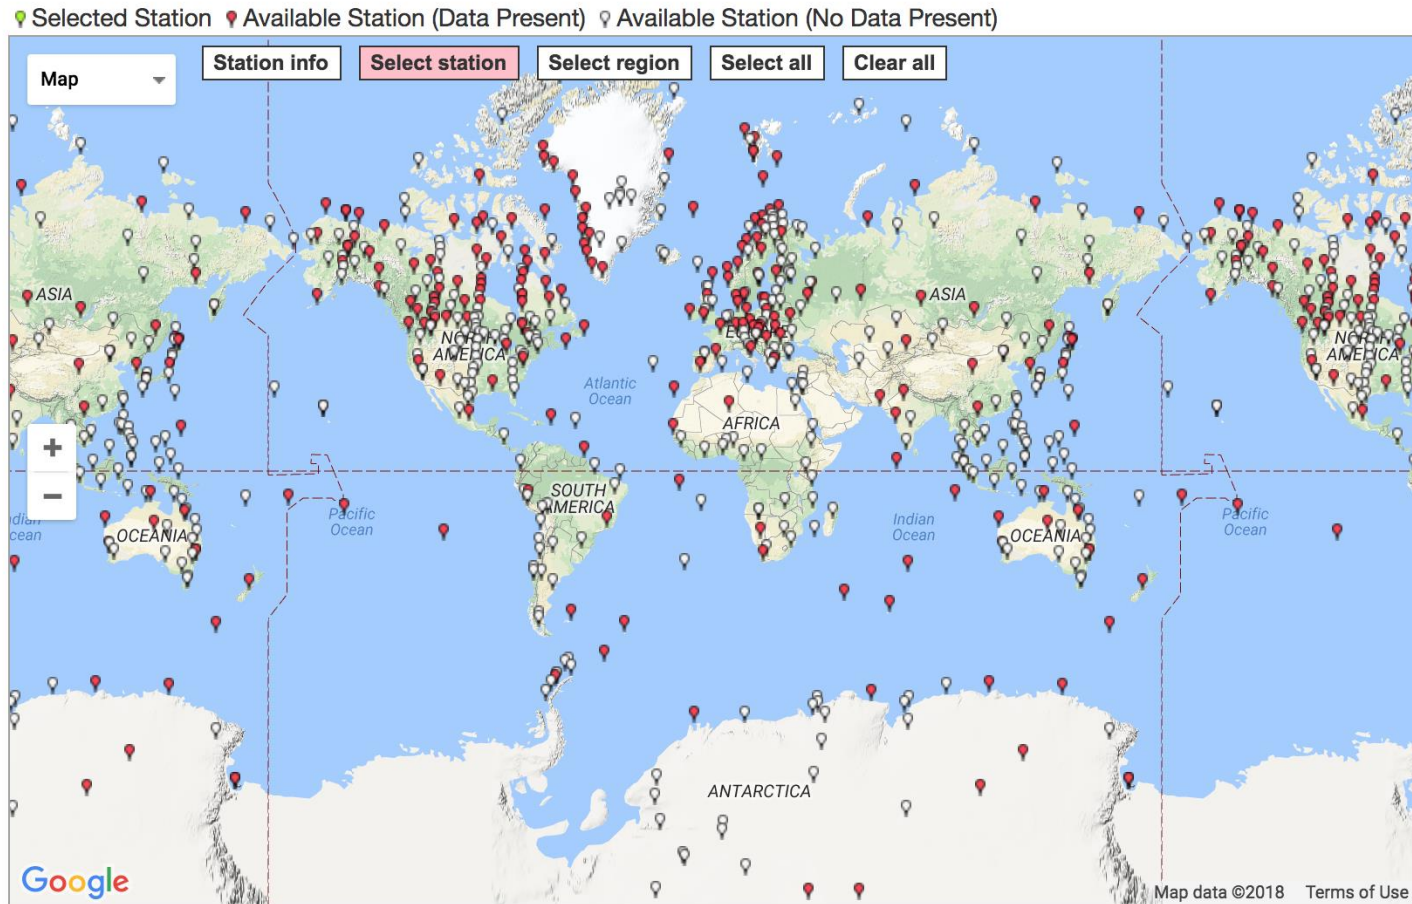 Selected Station Available Station (Data Present) Available Station (No Data Present)
Map Station info Select station Select region Select all Clear all
ASIA ASIA
NORTH AMERICA
Atlantic Ocean
AFRICA
SOUTH AMERICA
Pacific Ocean
Indian Ocean
Pacific Ocean
OCEANIA OCEANIA
+
−
ANTARCTICA
Google
Map data ©2018 Terms of Use